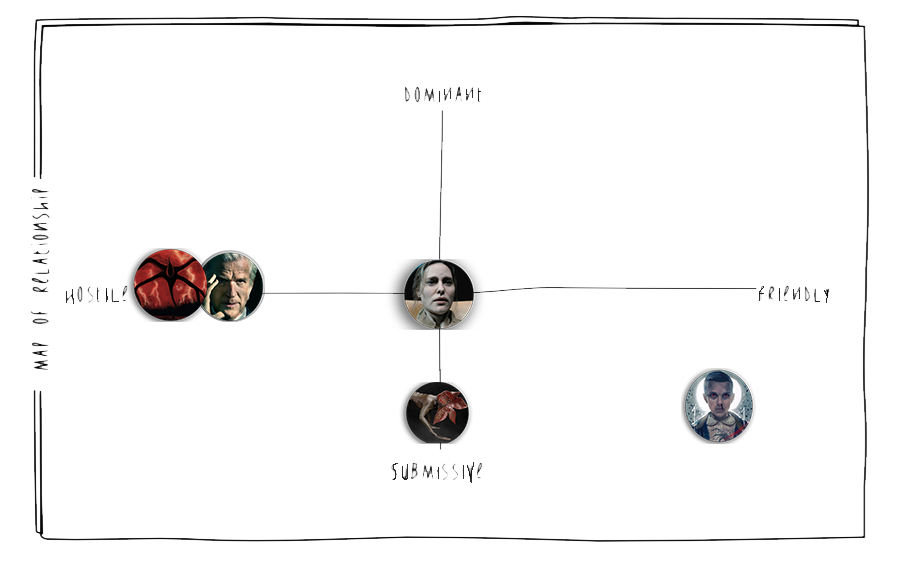 DOMINANT
MAP OF RELATIONSHIP
HOSTILE
FRIENDLY
SUBMISSIVE